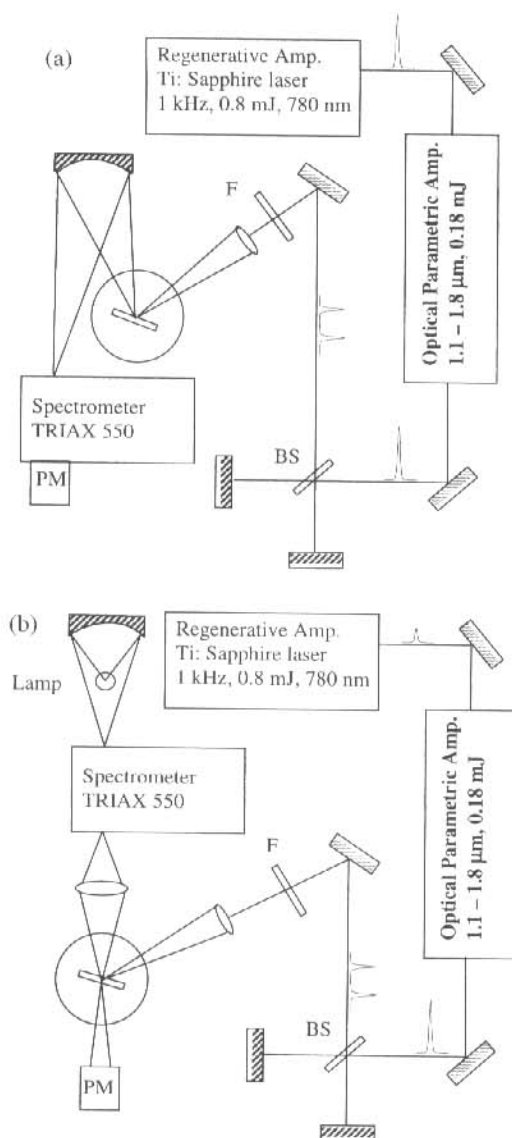 (a)
Regenerative Amp.
Ti: Sapphire laser
1 kHz, 0.8 mJ, 780 nm
F
Optical Parametric Amp.
1.1 – 1.8 μm, 0.18 mJ
Spectrometer
TRIAX 550
PM
BS
(b)
Regenerative Amp.
Ti: Sapphire laser
1 kHz, 0.8 mJ, 780 nm
Lamp
Spectrometer
TRIAX 550
Optical Parametric Amp.
1.1 – 1.8 μm, 0.18 mJ
F
BS
PM